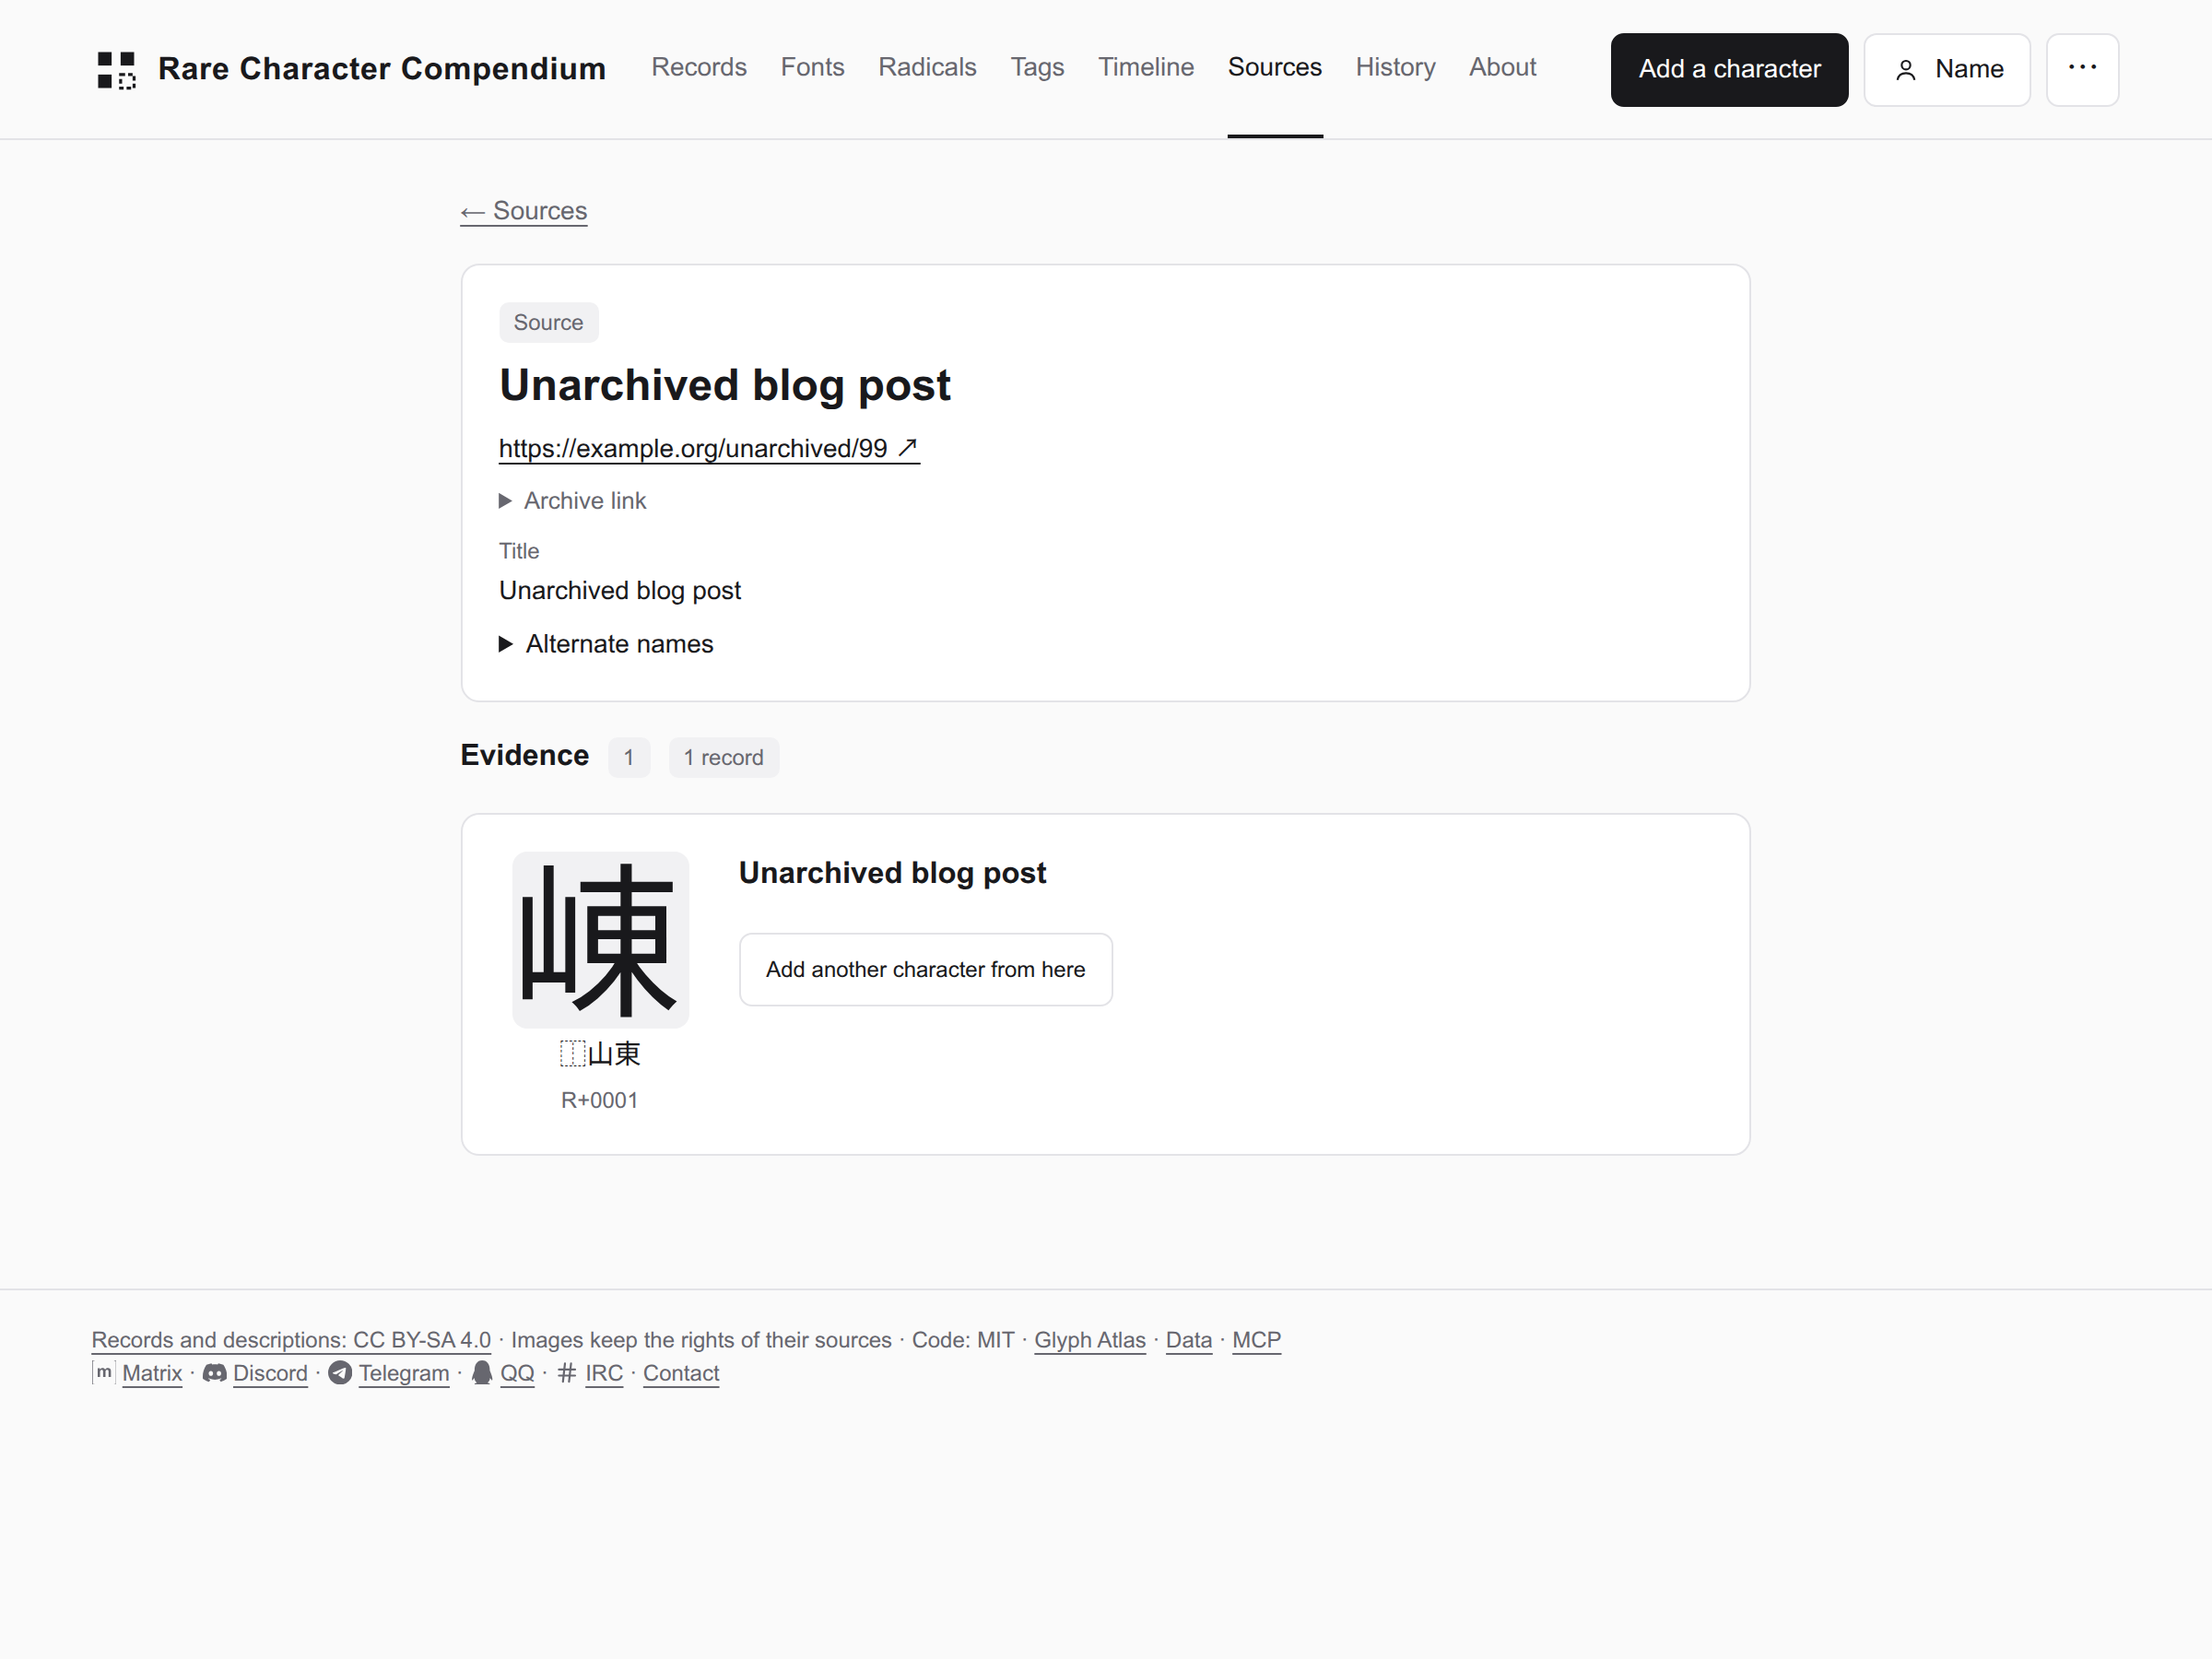 Rare Character Compendium Records Fonts Radicals Tags Timeline Sources History About Add a character Name ···
← Sources
Source
Unarchived blog post
https://example.org/unarchived/99 ↗
▶ Archive link
Title
Unarchived blog post
▶ Alternate names
Evidence 1 1 record
崠
Unarchived blog post
Add another character from here
⿰山東
R+0001
Records and descriptions: CC BY-SA 4.0 · Images keep the rights of their sources · Code: MIT · Glyph Atlas · Data · MCP
[m] Matrix · Discord · Telegram · QQ · # IRC · Contact